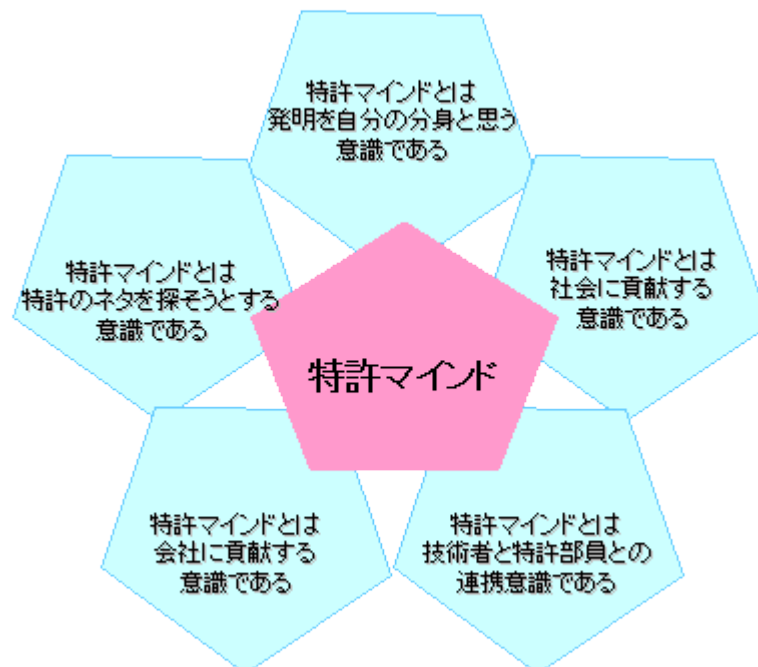 特許マインドとは
発明を自分の分身と思う
意識である
特許マインドとは
特許のネタを探そうとする
意識である
特許マインドとは
社会に貢献する
意識である
特許マインド
特許マインドとは
会社に貢献する
意識である
特許マインドとは
技術者と特許部員との
連携意識である